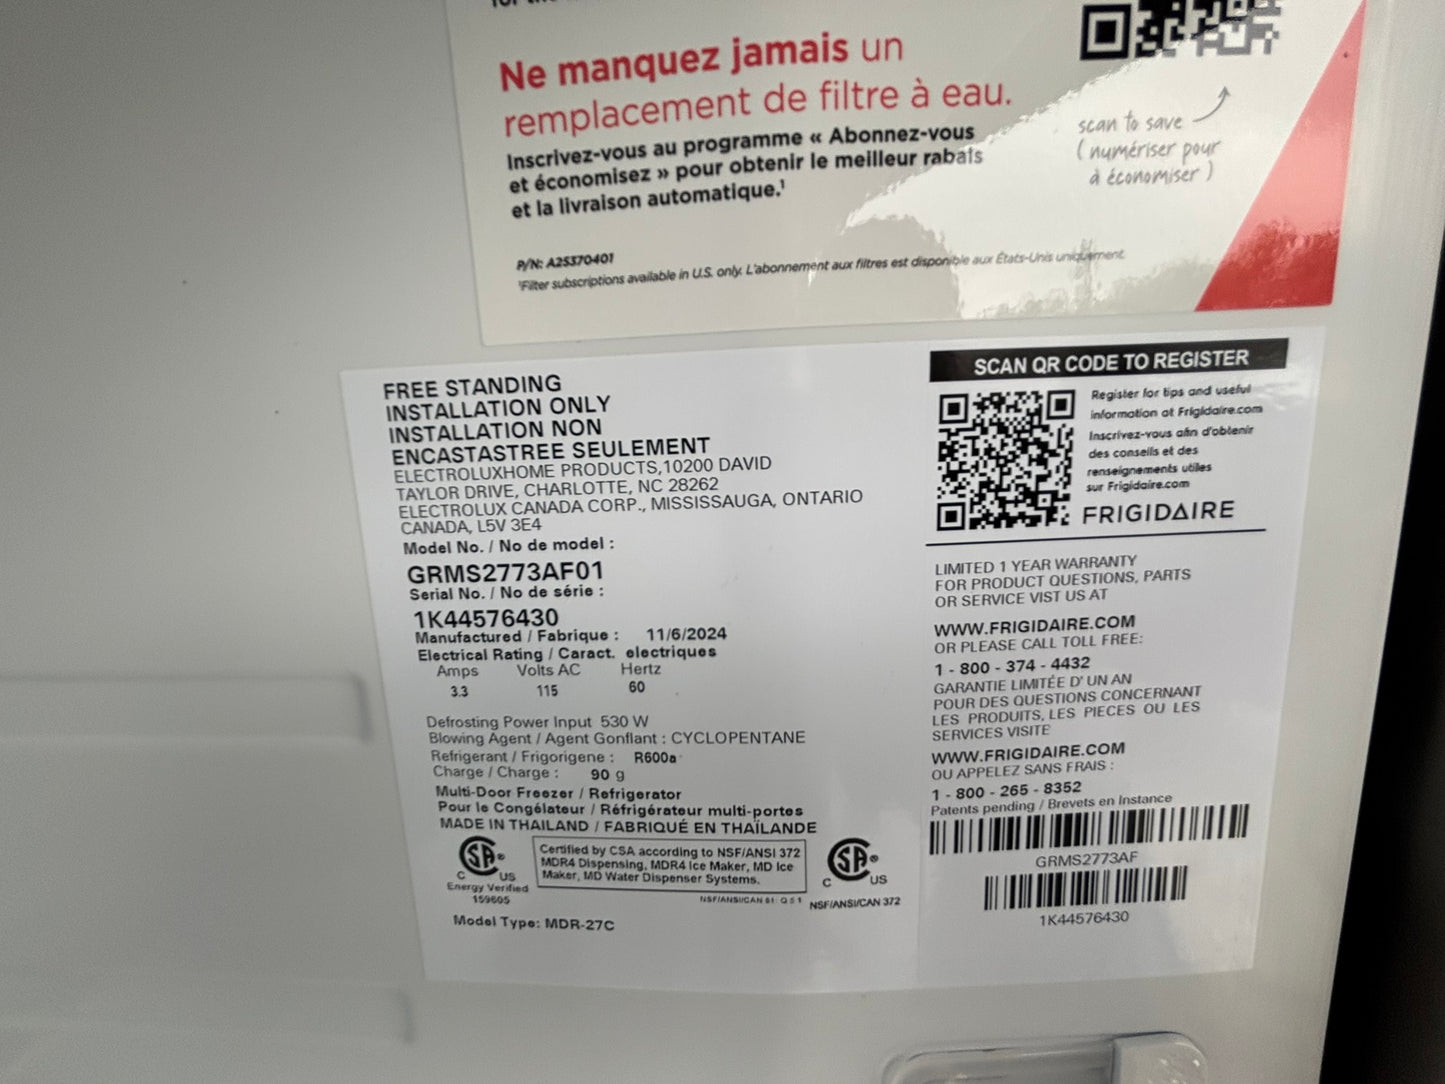 for the
Ne manquez jamais un
remplacement de filtre à eau.
Inscrivez-vous au programme « Abonnez-vous
et économisez » pour obtenir le meilleur rabais
et la livraison automatique.¹
scan to save
(numériser pour
à économiser)
P/N: A25370401
¹Filter subscriptions available in U.S. only. L'abonnement aux filtres est disponible aux États-Unis uniquement.
FREE STANDING
INSTALLATION ONLY
INSTALLATION NON
ENCASTASTREE SEULEMENT
ELECTROLUXHOME PRODUCTS,10200 DAVID
TAYLOR DRIVE, CHARLOTTE, NC 28262
ELECTROLUX CANADA CORP., MISSISSAUGA, ONTARIO
CANADA, L5V 3E4
Model No. / No de model :
GRMS2773AF01
Serial No. / No de série :
1K44576430
Manufactured / Fabrique : 11/6/2024
Electrical Rating / Caract. electriques
Amps Volts AC Hertz
3.3 115 60
Defrosting Power Input 530 W
Blowing Agent / Agent Gonflant : CYCLOPENTANE
Refrigerant / Frigorigene : R600a
Charge / Charge : 90 g
Multi-Door Freezer / Refrigerator
Pour le Congélateur / Réfrigérateur multi-portes
MADE IN THAILAND / FABRIQUÉ EN THAÏLANDE
C US
Energy Verified
159605
Certified by CSA according to NSF/ANSI 372
MDR4 Dispensing, MDR4 Ice Maker, MD Ice
Maker, MD Water Dispenser Systems.
NSF/ANSI/CAN 61: Q ≤ 1
C US
NSF/ANSI/CAN 372
Model Type: MDR-27C
SCAN QR CODE TO REGISTER
Register for tips and useful
information at Frigidaire.com
Inscrivez-vous afin d'obtenir
des conseils et des
renseignements utiles
sur Frigidaire.com
FRIGIDAIRE
LIMITED 1 YEAR WARRANTY
FOR PRODUCT QUESTIONS, PARTS
OR SERVICE VIST US AT
WWW.FRIGIDAIRE.COM
OR PLEASE CALL TOLL FREE:
1 - 800 - 374 - 4432
GARANTIE LIMITÉE D' UN AN
POUR DES QUESTIONS CONCERNANT
LES PRODUITS, LES PIECES OU LES
SERVICES VISITE
WWW.FRIGIDAIRE.COM
OU APPELEZ SANS FRAIS :
1 - 800 - 265 - 8352
Patents pending / Brevets en Instance
GRMS2773AF
1K44576430